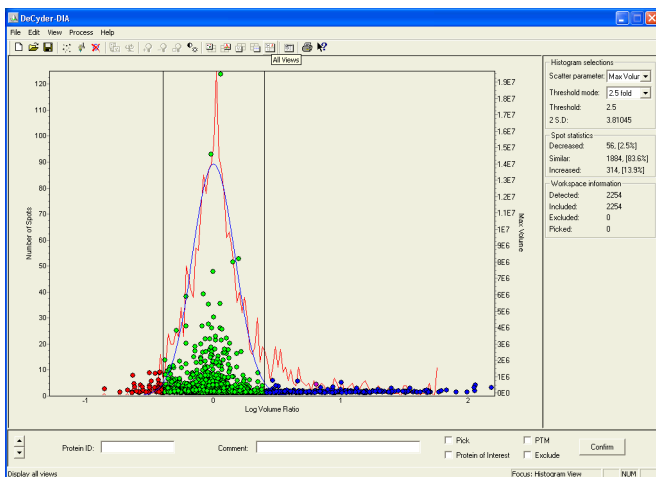 DeCyder-DIA
File Edit View Process Help
All Views
Histogram selections
Scatter parameter: Max Volur
Threshold mode: 2.5 fold
Threshold: 2.5
2 S.D: 3.81045
Spot statistics
Decreased: 56, [2.5%]
Similar: 1884, [83.6%]
Increased: 314, [13.9%]
Workspace information
Detected: 2254
Included: 2254
Excluded: 0
Picked: 0
Number of Spots
120
110
100
90
80
70
60
50
40
30
20
10
0
Max Volume
1.9E7
1.8E7
1.7E7
1.6E7
1.5E7
1.4E7
1.3E7
1.2E7
1.1E7
1E7
9E6
8E6
7E6
6E6
5E6
4E6
3E6
2E6
1E6
0E0
-1 0 1 2
Log Volume Ratio
Protein ID: Comment: Pick PTM Confirm
Protein of Interest Exclude
Display all views Focus: Histogram View NUM